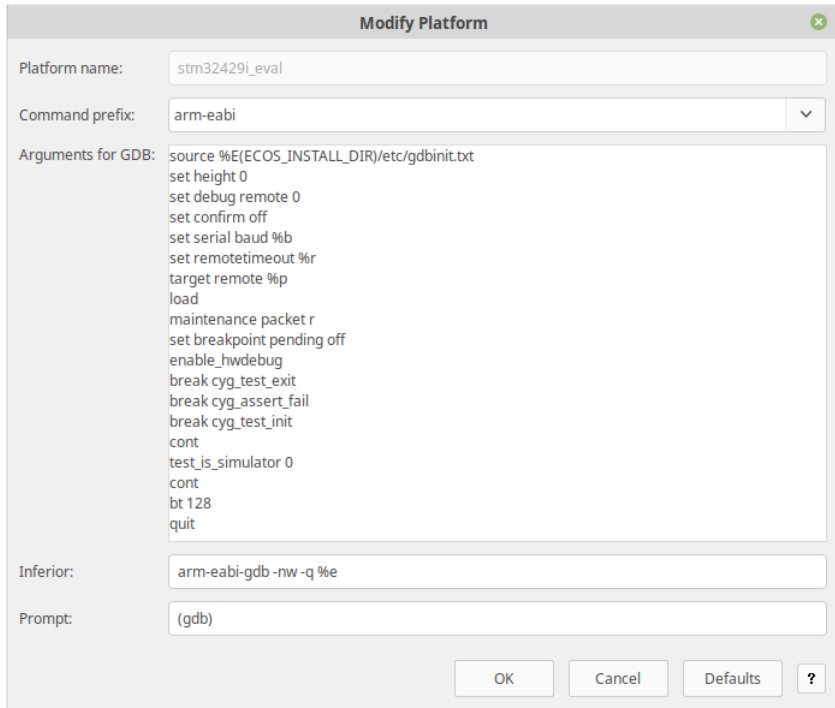 Modify Platform
Platform name: stm32429i_eval
Command prefix: arm-eabi
Arguments for GDB: source %E(ECOS_INSTALL_DIR)/etc/gdbinit.txt
set height 0
set debug remote 0
set confirm off
set serial baud %b
set remotetimeout %r
target remote %p
load
maintenance packet r
set breakpoint pending off
enable_hwdebug
break cyg_test_exit
break cyg_assert_fail
break cyg_test_init
cont
test_is_simulator 0
cont
bt 128
quit
Inferior: arm-eabi-gdb -nw -q %e
Prompt: (gdb)
OK Cancel Defaults ?